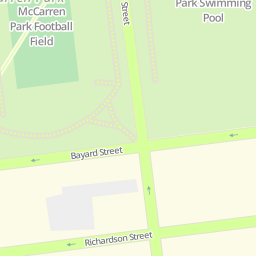 McCarren
Park Football
Field
Street
Park Swimming
Pool
Bayard Street
Richardson Street